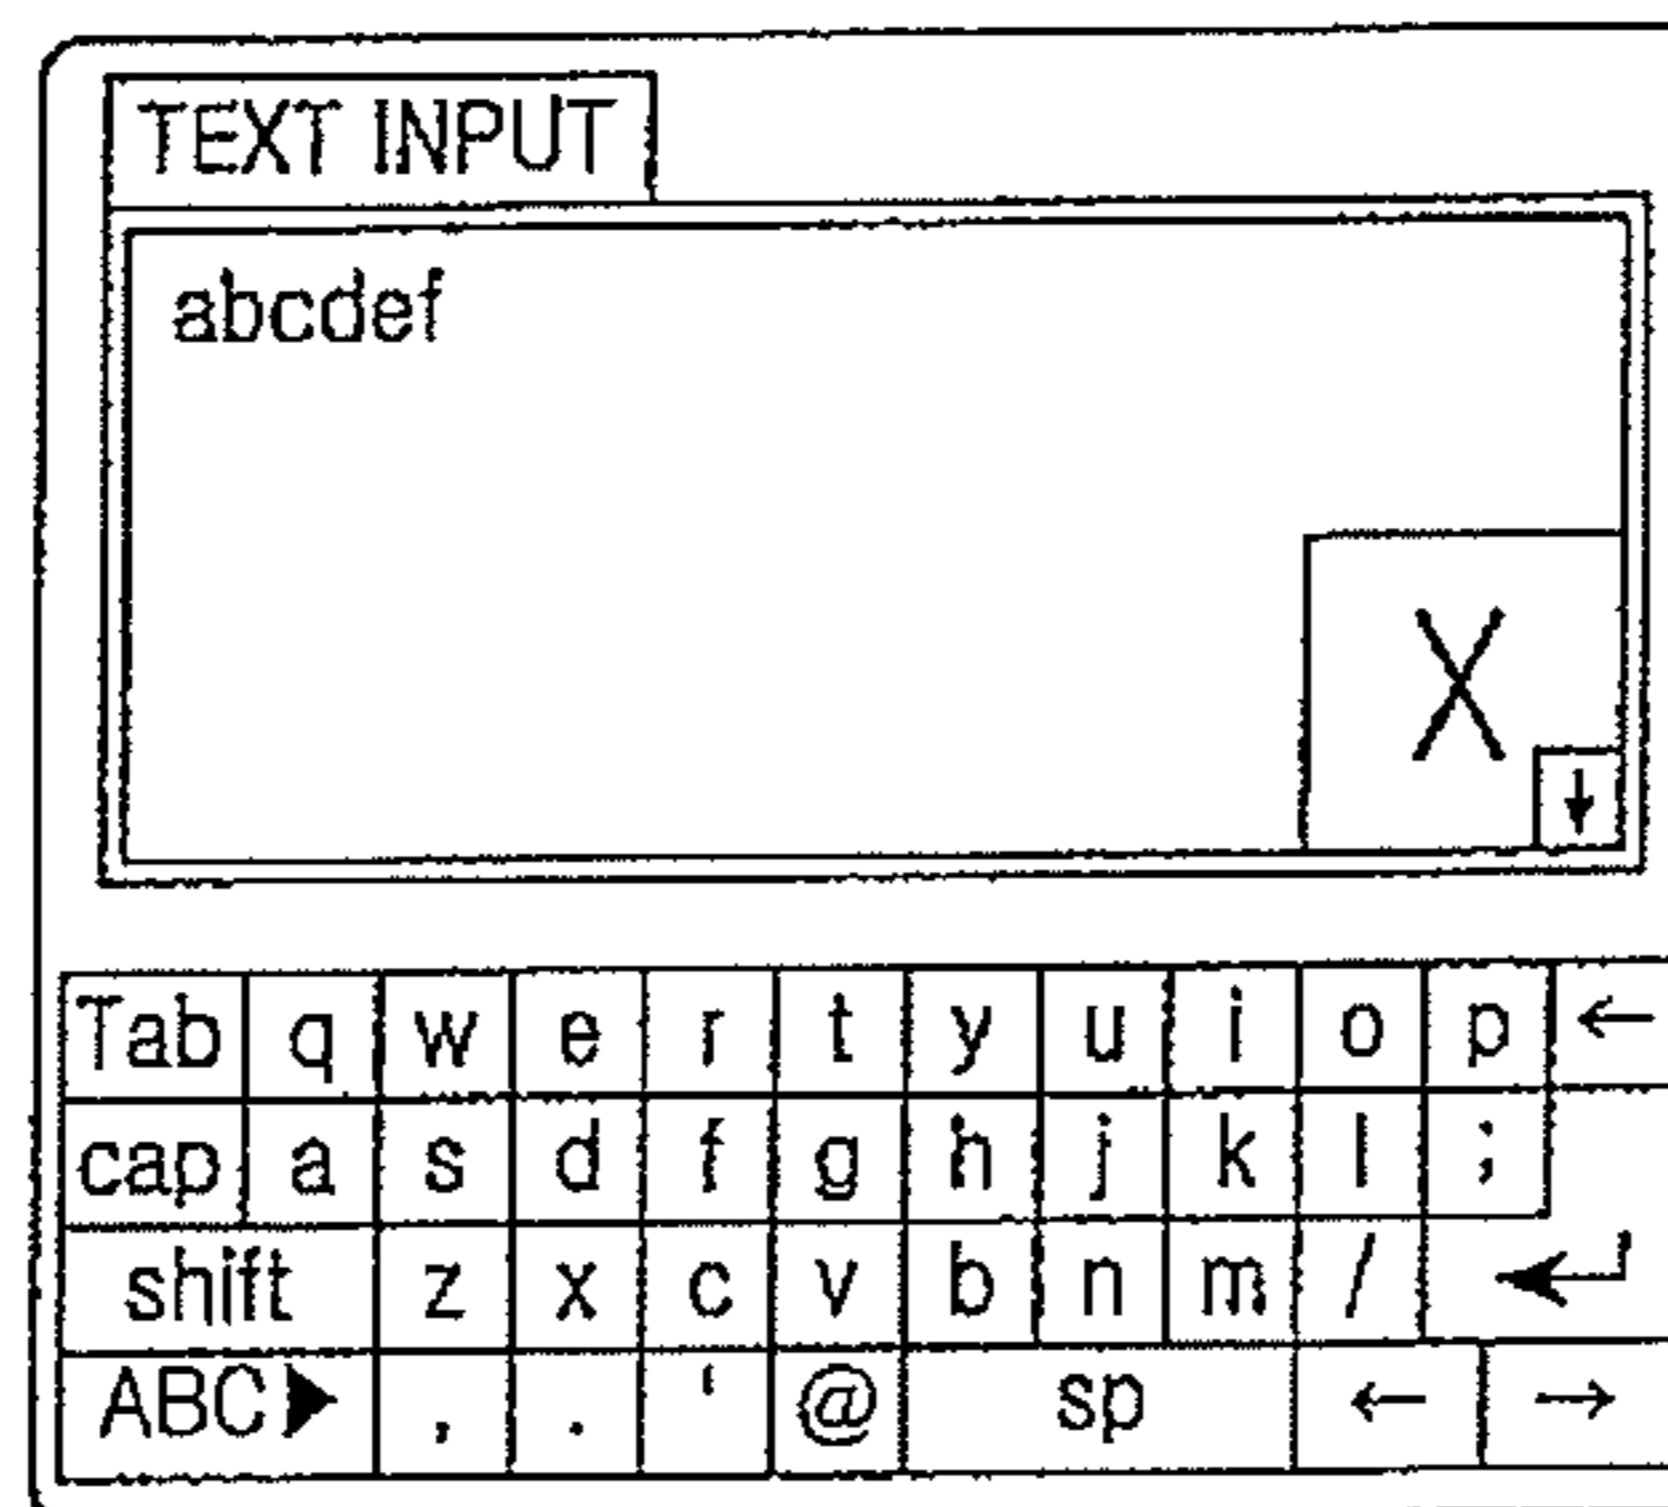 TEXT INPUT
abcdef
X
↓
Tab q w e r t y u i o p ←
cap a s d f g h j k l ;
shift z x c v b n m / ↵
ABC▶ , . ‘ @ sp ← →